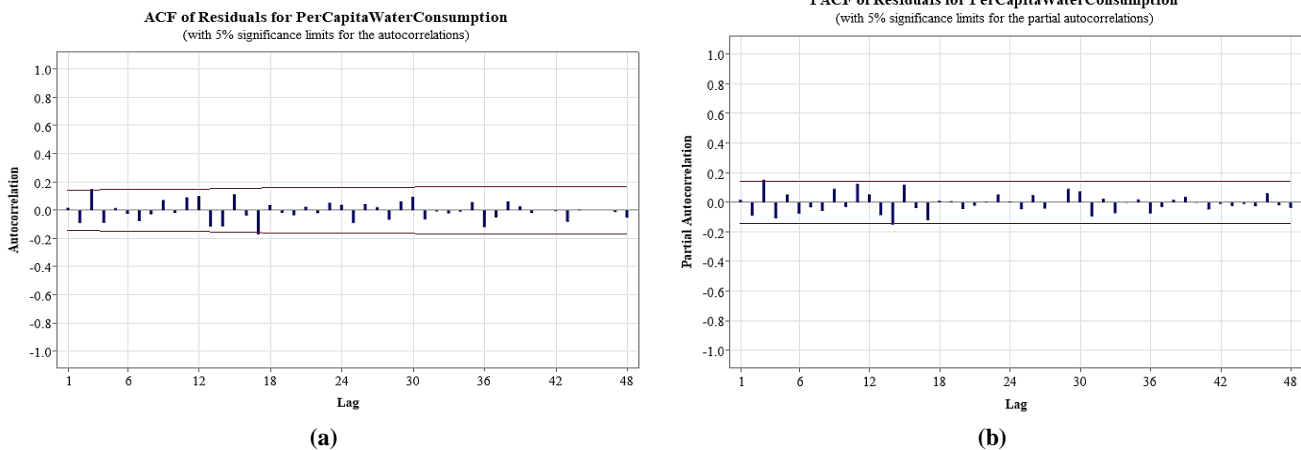 ACF of Residuals for PerCapitaWaterConsumption
(with 5% significance limits for the autocorrelations)
Autocorrelation
1.0
0.8
0.6
0.4
0.2
0.0
-0.2
-0.4
-0.6
-0.8
-1.0
1 6 12 18 24 30 36 42 48
Lag
(a)
ACF of Residuals for PerCapitaWaterConsumption
(with 5% significance limits for the partial autocorrelations)
Partial Autocorrelation
1.0
0.8
0.6
0.4
0.2
0.0
-0.2
-0.4
-0.6
-0.8
-1.0
1 6 12 18 24 30 36 42 48
Lag
(b)